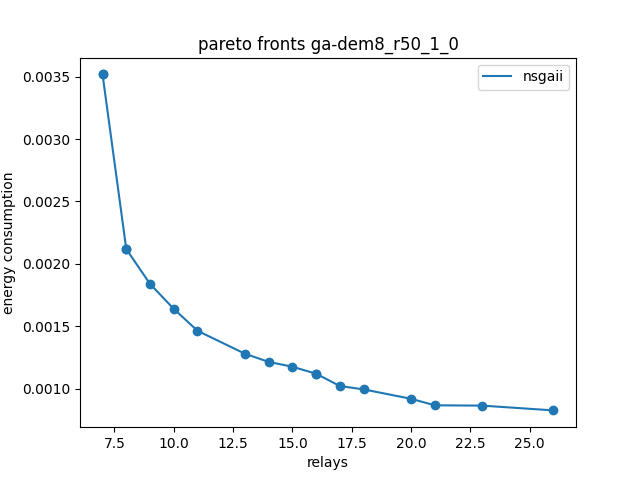 pareto fronts ga-dem8_r50_1_0
nsgaii
energy consumption
0.0035
0.0030
0.0025
0.0020
0.0015
0.0010
7.5 10.0 12.5 15.0 17.5 20.0 22.5 25.0
relays